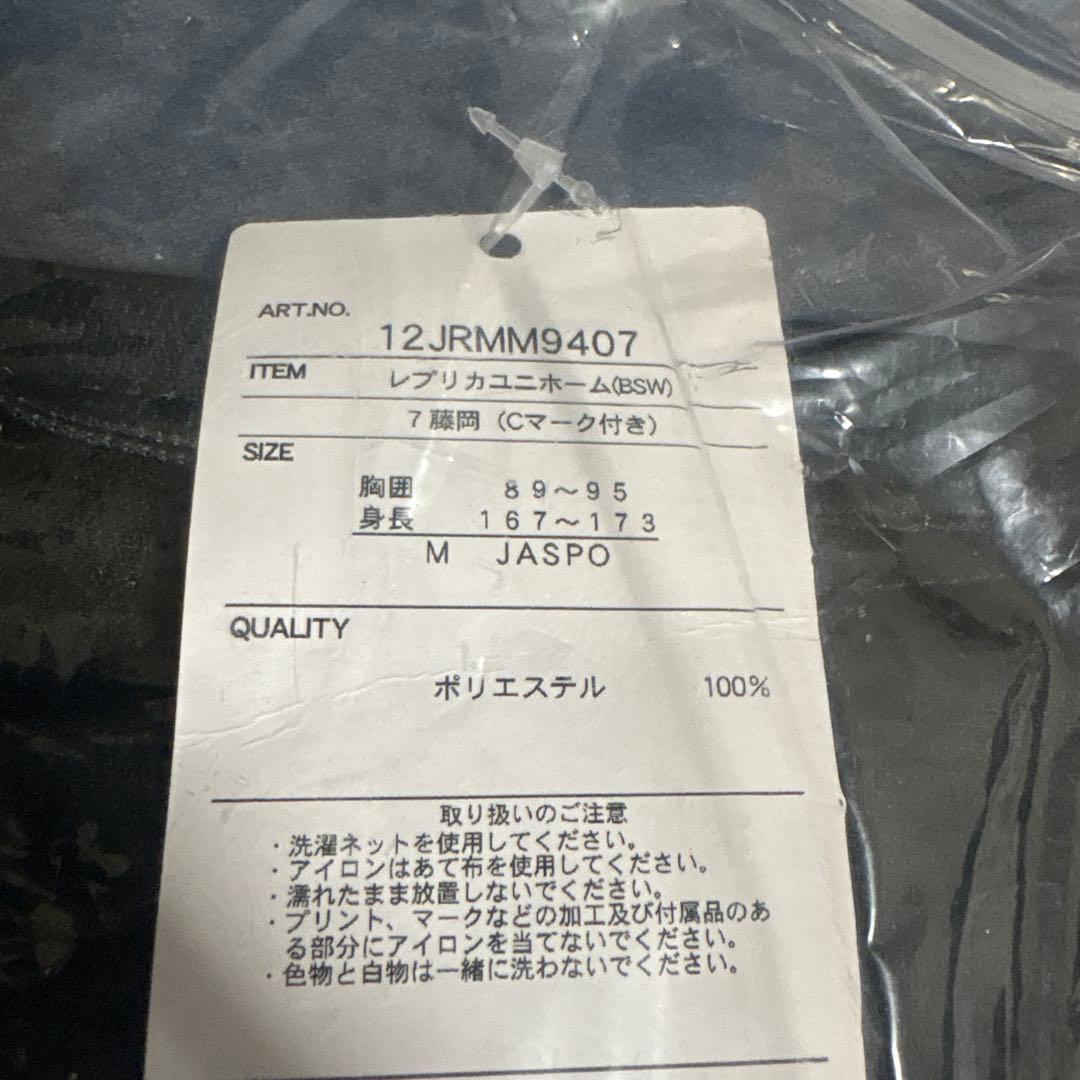 ART.NO.
12JRMM9407
ITEM
レプリカユニホーム(BSW)
7 藤岡 (Cマーク付き)
SIZE
胸囲 89〜95
身長 167〜173
M JASPO
QUALITY
ポリエステル 100%
取り扱いのご注意
・洗濯ネットを使用してください。
・アイロンはあて布を使用してください。
・濡れたまま放置しないでください。
・プリント、マークなどの加工及び付属品のあ
る部分にアイロンを当てないでください。
・色物と白物は一緒に洗わないでください。